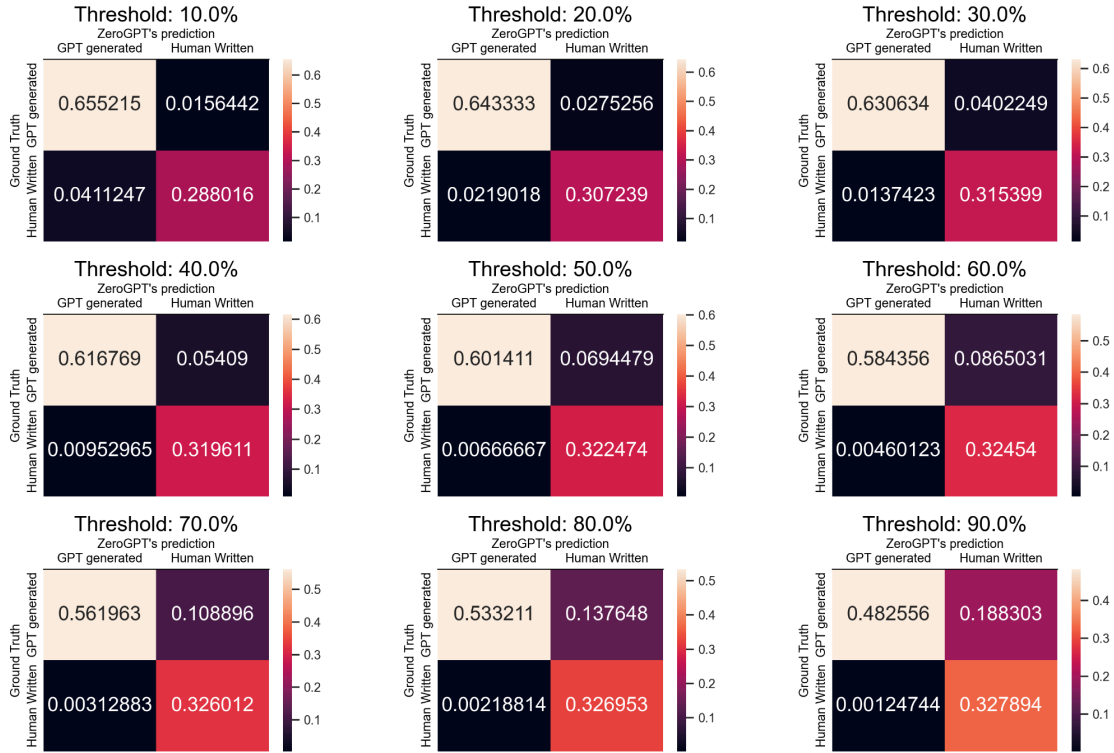 Threshold: 10.0%
ZeroGPT's prediction
GPT generated Human Written
Ground Truth
Human Written GPT generated
0.655215 0.0156442
0.0411247 0.288016
0.6
0.5
0.4
0.3
0.2
0.1
Threshold: 20.0%
ZeroGPT's prediction
GPT generated Human Written
0.643333 0.0275256
0.0219018 0.307239
Ground Truth
Human Written GPT generated
0.6
0.5
0.4
0.3
0.2
0.1
Threshold: 30.0%
ZeroGPT's prediction
GPT generated Human Written
Ground Truth
Human Written GPT generated
0.630634 0.0402249
0.0137423 0.315399
0.6
0.5
0.4
0.3
0.2
0.1
Threshold: 40.0%
ZeroGPT's prediction
GPT generated Human Written
Ground Truth
Human Written GPT generated
0.616769 0.05409
0.00952965 0.319611
0.6
0.5
0.4
0.3
0.2
0.1
Threshold: 50.0%
ZeroGPT's prediction
GPT generated Human Written
Ground Truth
Human Written GPT generated
0.601411 0.0694479
0.00666667 0.322474
0.6
0.5
0.4
0.3
0.2
0.1
Threshold: 60.0%
ZeroGPT's prediction
GPT generated Human Written
Ground Truth
Human Written GPT generated
0.584356 0.0865031
0.00460123 0.32454
0.5
0.4
0.3
0.2
0.1
Threshold: 70.0%
ZeroGPT's prediction
GPT generated Human Written
Ground Truth
Human Written GPT generated
0.561963 0.108896
0.00312883 0.326012
0.5
0.4
0.3
0.2
0.1
Threshold: 80.0%
ZeroGPT's prediction
GPT generated Human Written
Ground Truth
Human Written GPT generated
0.533211 0.137648
0.00218814 0.326953
0.5
0.4
0.3
0.2
0.1
Threshold: 90.0%
ZeroGPT's prediction
GPT generated Human Written
Ground Truth
Human Written GPT generated
0.482556 0.188303
0.00124744 0.327894
0.4
0.3
0.2
0.1